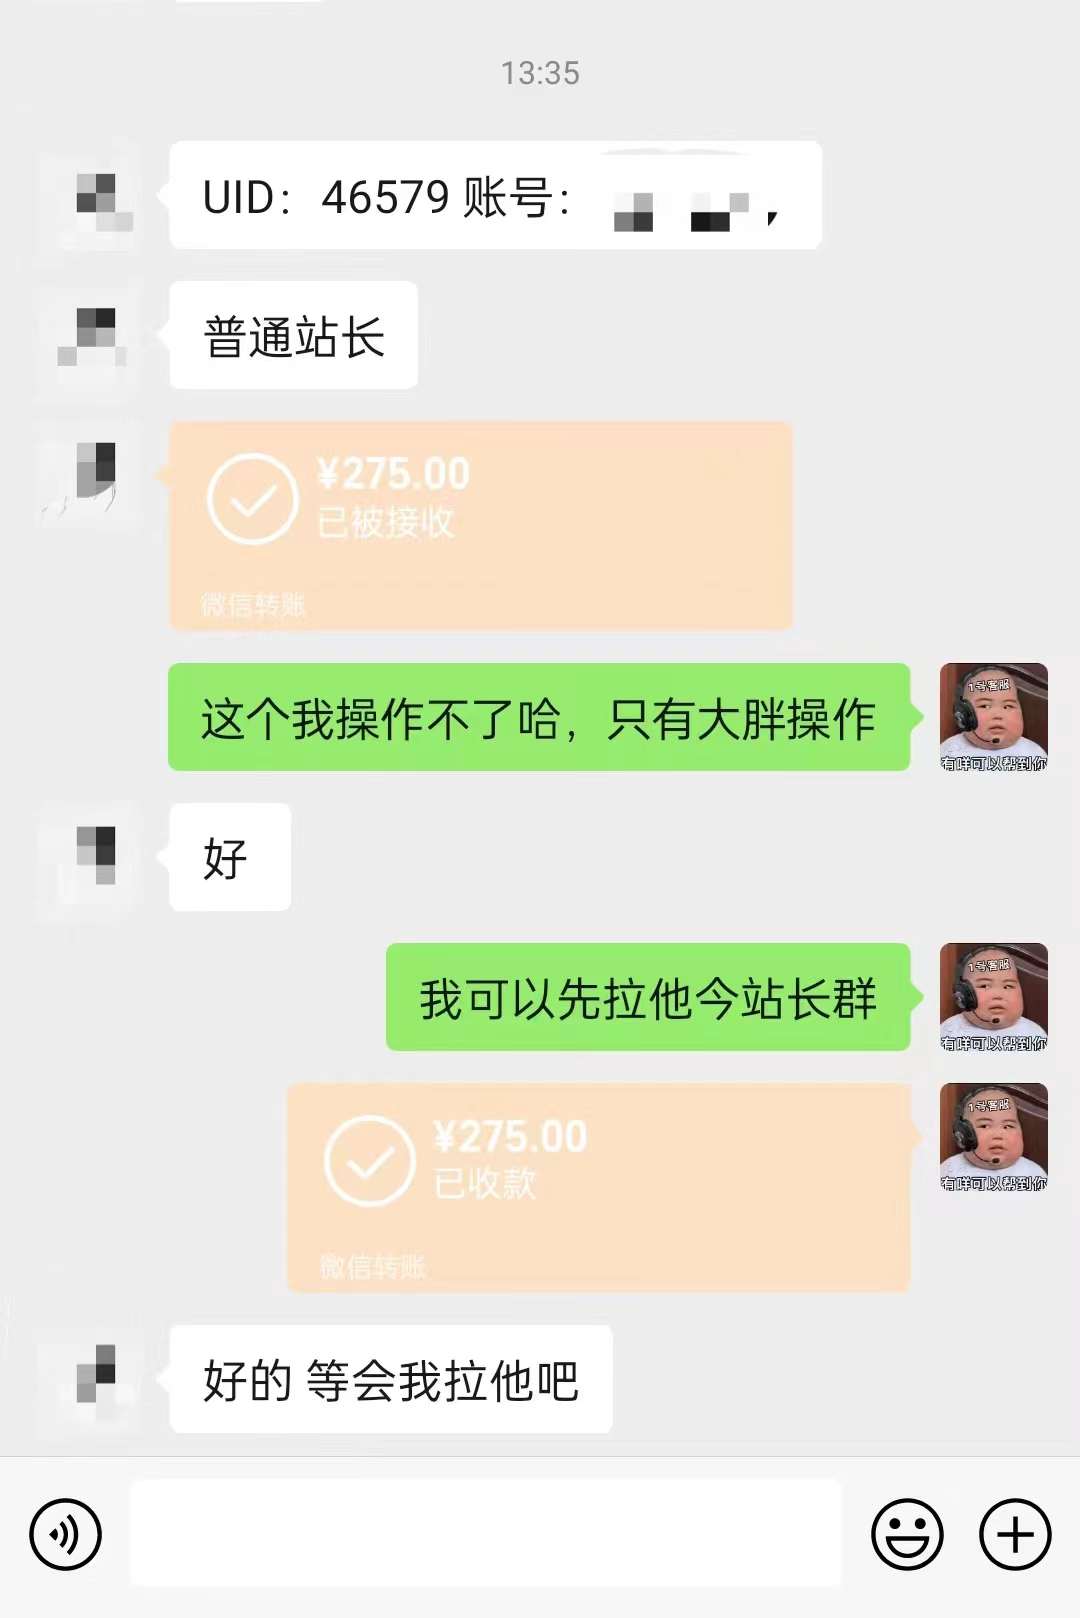 13:35
UID：46579 账号：
普通站长
¥275.00
已被接收
微信转账
这个我操作不了哈，只有大胖操作
1号客服
有咩可以帮到你
好
我可以先拉他今站长群
1号客服
有咩可以帮到你
¥275.00
已收款
微信转账
1号客服
有咩可以帮到你
好的 等会我拉他吧